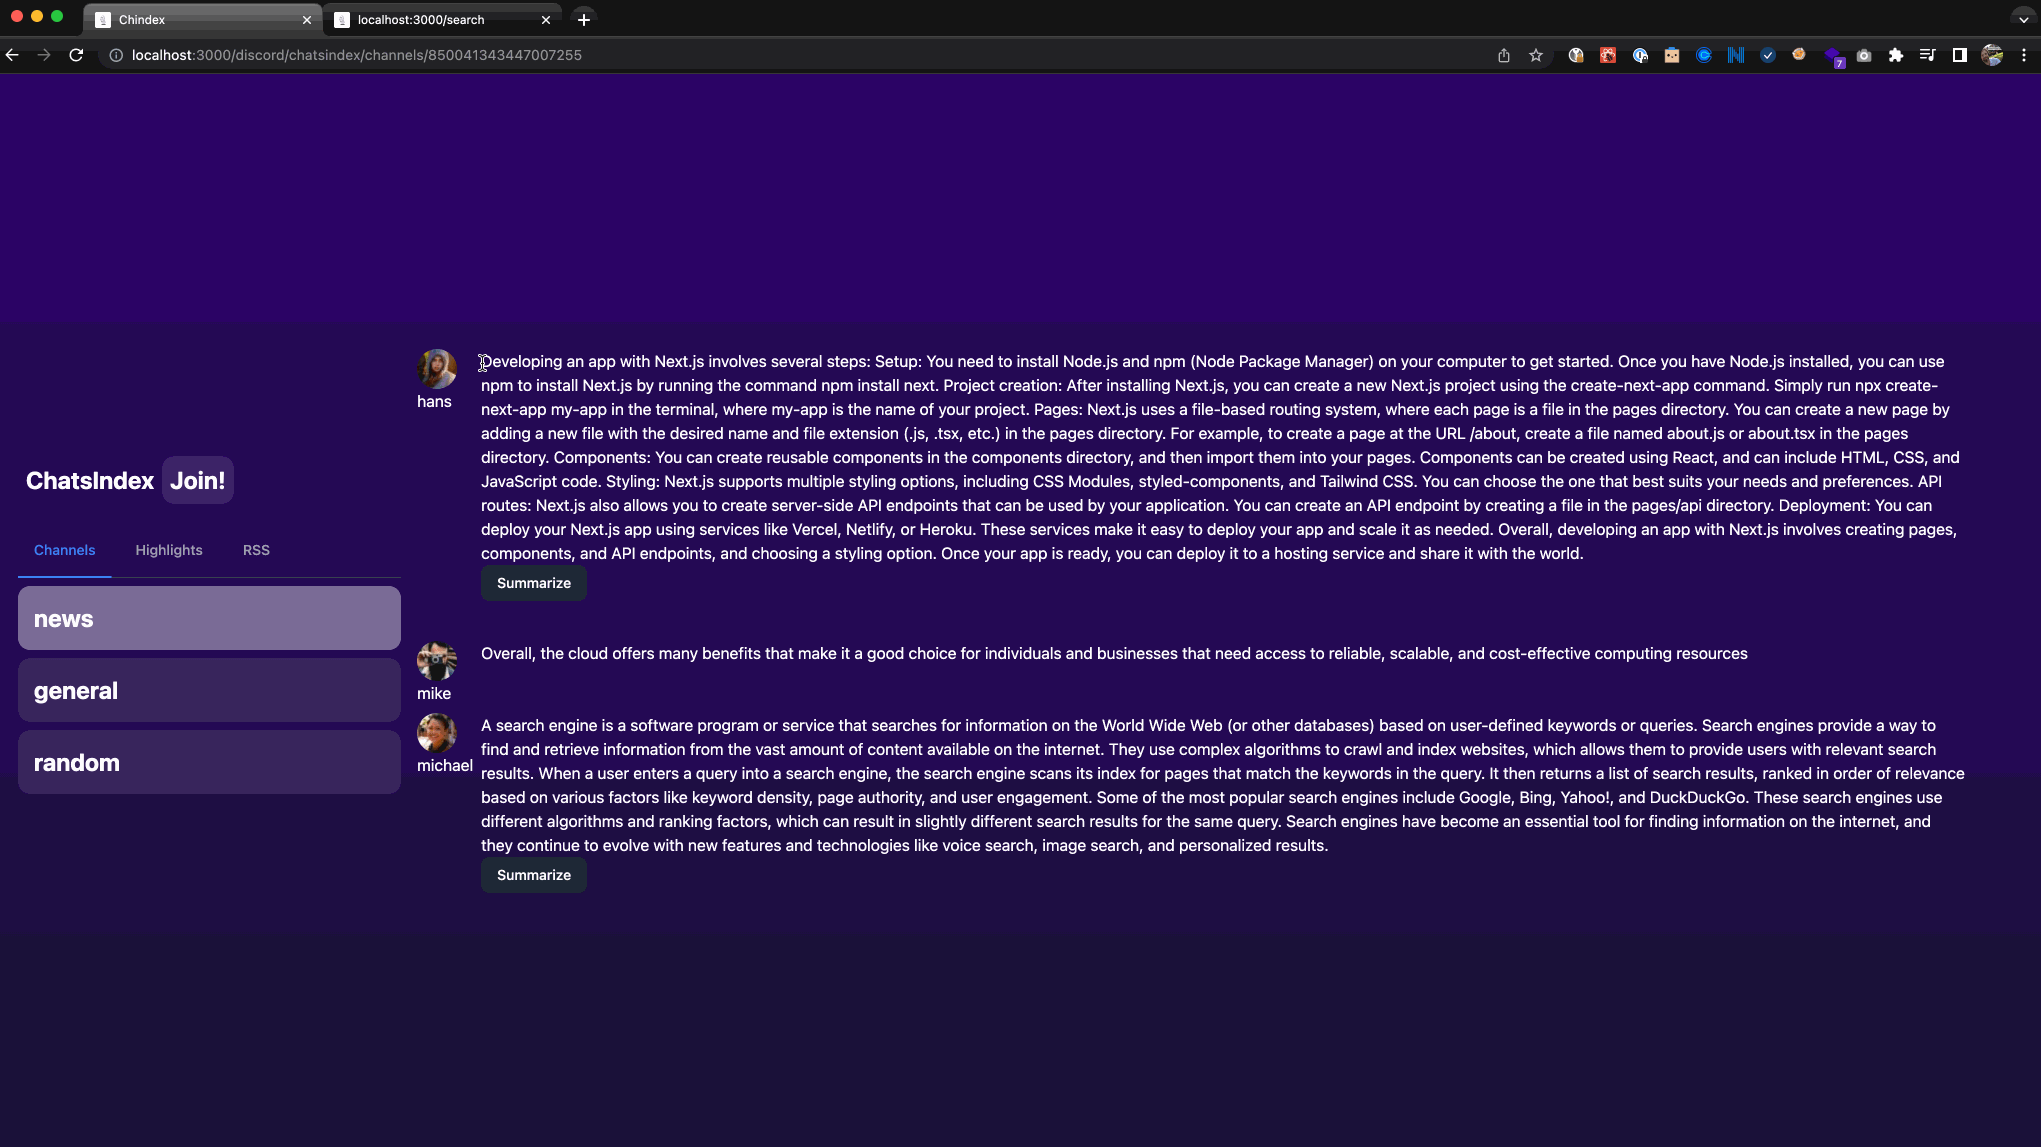 Chindex
localhost:3000/search
localhost:3000/discord/chatsindex/channels/850041343447007255
7
ChatsIndex Join!
Channels Highlights RSS
news
general
random
hans
Developing an app with Next.js involves several steps: Setup: You need to install Node.js and npm (Node Package Manager) on your computer to get started. Once you have Node.js installed, you can use
npm to install Next.js by running the command npm install next. Project creation: After installing Next.js, you can create a new Next.js project using the create-next-app command. Simply run npx create-
next-app my-app in the terminal, where my-app is the name of your project. Pages: Next.js uses a file-based routing system, where each page is a file in the pages directory. You can create a new page by
adding a new file with the desired name and file extension (.js, .tsx, etc.) in the pages directory. For example, to create a page at the URL /about, create a file named about.js or about.tsx in the pages
directory. Components: You can create reusable components in the components directory, and then import them into your pages. Components can be created using React, and can include HTML, CSS, and
JavaScript code. Styling: Next.js supports multiple styling options, including CSS Modules, styled-components, and Tailwind CSS. You can choose the one that best suits your needs and preferences. API
routes: Next.js also allows you to create server-side API endpoints that can be used by your application. You can create an API endpoint by creating a file in the pages/api directory. Deployment: You can
deploy your Next.js app using services like Vercel, Netlify, or Heroku. These services make it easy to deploy your app and scale it as needed. Overall, developing an app with Next.js involves creating pages,
components, and API endpoints, and choosing a styling option. Once your app is ready, you can deploy it to a hosting service and share it with the world.
Summarize
mike
Overall, the cloud offers many benefits that make it a good choice for individuals and businesses that need access to reliable, scalable, and cost-effective computing resources
michael
A search engine is a software program or service that searches for information on the World Wide Web (or other databases) based on user-defined keywords or queries. Search engines provide a way to
find and retrieve information from the vast amount of content available on the internet. They use complex algorithms to crawl and index websites, which allows them to provide users with relevant search
results. When a user enters a query into a search engine, the search engine scans its index for pages that match the keywords in the query. It then returns a list of search results, ranked in order of relevance
based on various factors like keyword density, page authority, and user engagement. Some of the most popular search engines include Google, Bing, Yahoo!, and DuckDuckGo. These search engines use
different algorithms and ranking factors, which can result in slightly different search results for the same query. Search engines have become an essential tool for finding information on the internet, and
they continue to evolve with new features and technologies like voice search, image search, and personalized results.
Summarize